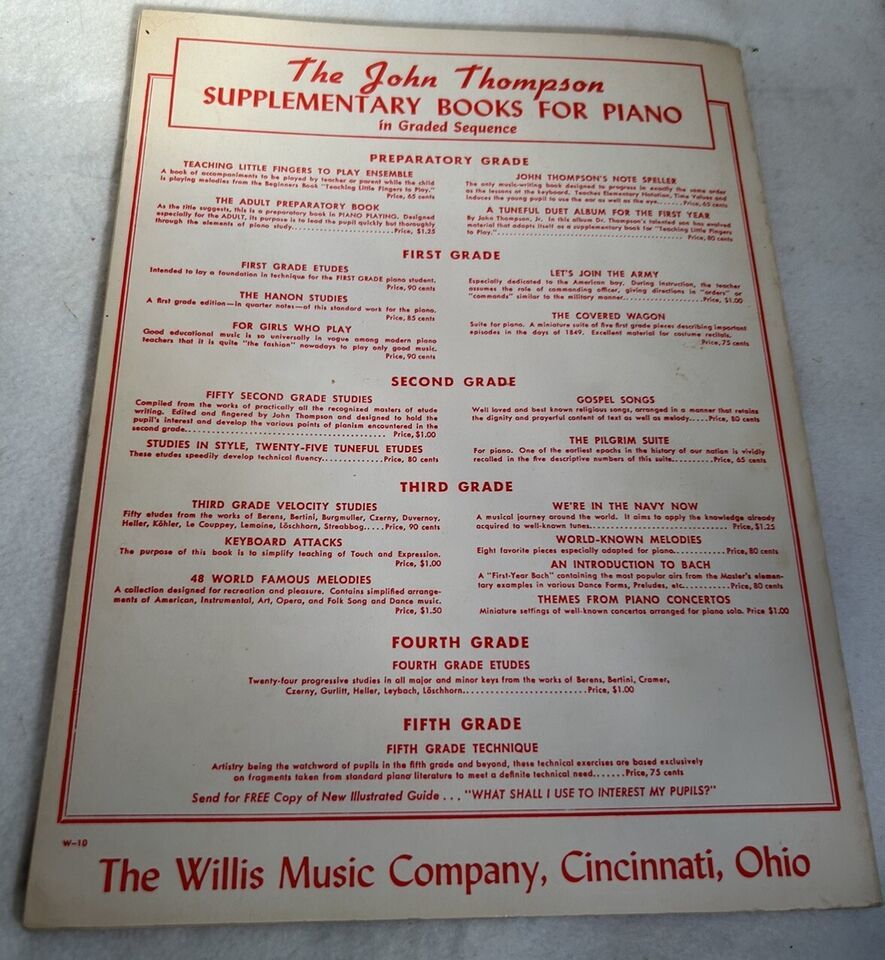 The John Thompson
SUPPLEMENTARY BOOKS FOR PIANO
in Graded Sequence
PREPARATORY GRADE
TEACHING LITTLE FINGERS TO PLAY ENSEMBLE
A book of accompaniments to be played by teacher or parent while the child
is playing melodies from the Beginners Book "Teaching Little Fingers to Play."
Price, 65 cents
THE ADULT PREPARATORY BOOK
As the title suggests, this is a preparatory book in PIANO PLAYING. Designed
especially for the ADULT, its purpose is to lead the pupil quickly but thoroughly
through the elements of piano study......................Price, $1.25
JOHN THOMPSON'S NOTE SPELLER
The only music-writing book designed to progress in exactly the same order
as the lessons at the keyboard. Teaches Elementary Notation, Time Values and
induces the young pupil to use the ear as well as the eye........Price, 65 cents
A TUNEFUL DUET ALBUM FOR THE FIRST YEAR
By John Thompson, Jr. In this album Dr. Thompson's talented son has evolved
material that adapts itself as a supplementary book for "Teaching Little Fingers
to Play."..............................................Price, 80 cents
FIRST GRADE
FIRST GRADE ETUDES
Intended to lay a foundation in technique for the FIRST GRADE piano student.
Price, 90 cents
THE HANON STUDIES
A first grade edition—in quarter notes—of this standard work for the piano.
Price, 85 cents
FOR GIRLS WHO PLAY
Good educational music is so universally in vogue among modern piano
teachers that it is quite "the fashion" nowadays to play only good music.
Price, 90 cents
LET'S JOIN THE ARMY
Especially dedicated to the American boy. During instruction, the teacher
assumes the role of commanding officer, giving directions in "orders" or
"commands" similar to the military manner.................Price, $1.00
THE COVERED WAGON
Suite for piano. A miniature suite of five first grade pieces describing important
episodes in the days of 1849. Excellent material for costume recitals.
Price, 75 cents
SECOND GRADE
FIFTY SECOND GRADE STUDIES
Compiled from the works of practically all the recognized masters of etude
writing. Edited and fingered by John Thompson and designed to hold the
pupil's interest and develop the various points of pianism encountered in the
second grade......................................... Price, $1.00
STUDIES IN STYLE, TWENTY-FIVE TUNEFUL ETUDES
These etudes speedily develop technical fluency............Price, 80 cents
GOSPEL SONGS
Well loved and best known religious songs, arranged in a manner that retains
the dignity and prayerful content of text as well as melody.....Price, 80 cents
THE PILGRIM SUITE
For piano. One of the earliest epochs in the history of our nation is vividly
recalled in the five descriptive numbers of this suite.........Price, 65 cents
THIRD GRADE
THIRD GRADE VELOCITY STUDIES
Fifty etudes from the works of Berens, Bertini, Burgmuller, Czerny, Duvernoy,
Heller, Köhler, Le Couppey, Lemoine, Löschhorn, Streabbog.....Price, 90 cents
KEYBOARD ATTACKS
The purpose of this book is to simplify teaching of Touch and Expression.
Price, $1.00
48 WORLD FAMOUS MELODIES
A collection designed for recreation and pleasure. Contains simplified arrange-
ments of American, Instrumental, Art, Opera, and Folk Song and Dance music.
Price, $1.50
WE'RE IN THE NAVY NOW
A musical journey around the world. It aims to apply the knowledge already
acquired to well-known tunes............................. Price, $1.25
WORLD-KNOWN MELODIES
Eight favorite pieces especially adapted for piano............Price, 80 cents
AN INTRODUCTION TO BACH
A "First-Year Bach" containing the most popular airs from the Master's elemen-
tary examples in various Dance Forms, Preludes, etc..........Price, 80 cents
THEMES FROM PIANO CONCERTOS
Miniature settings of well-known concertos arranged for piano solo. Price $1.00
FOURTH GRADE
FOURTH GRADE ETUDES
Twenty-four progressive studies in all major and minor keys from the works of Berens, Bertini, Cramer,
Czerny, Gurlitt, Heller, Leybach, Löschhorn.........................Price, $1.00
FIFTH GRADE
FIFTH GRADE TECHNIQUE
Artistry being the watchword of pupils in the fifth grade and beyond, these technical exercises are based exclusively
on fragments taken from standard piano literature to meet a definite technical need.......Price, 75 cents
Send for FREE Copy of New Illustrated Guide . . . "WHAT SHALL I USE TO INTEREST MY PUPILS?"
W-10
The Willis Music Company, Cincinnati, Ohio